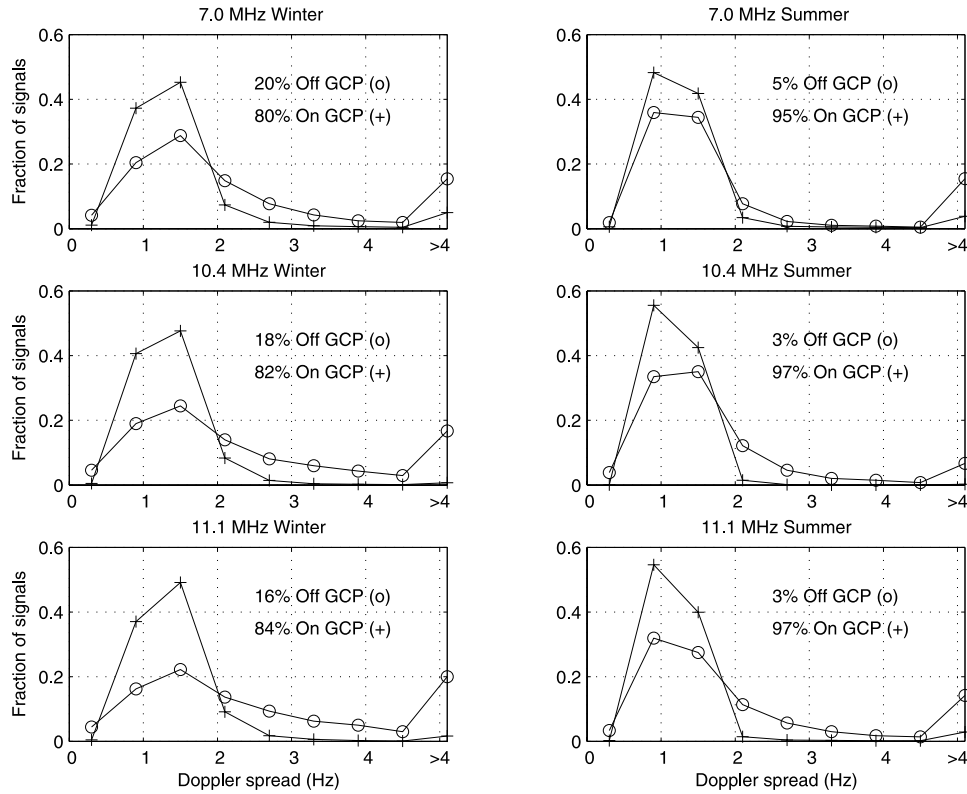 7.0 MHz Winter
0.6
0.4
0.2
0
Fraction of signals
20% Off GCP (o)
80% On GCP (+)
0 1 2 3 4 >4
7.0 MHz Summer
0.6
0.4
0.2
0
5% Off GCP (o)
95% On GCP (+)
0 1 2 3 4 >4
10.4 MHz Winter
0.6
0.4
0.2
0
Fraction of signals
18% Off GCP (o)
82% On GCP (+)
0 1 2 3 4 >4
10.4 MHz Summer
0.6
0.4
0.2
0
3% Off GCP (o)
97% On GCP (+)
0 1 2 3 4 >4
11.1 MHz Winter
0.6
0.4
0.2
0
Fraction of signals
16% Off GCP (o)
84% On GCP (+)
0 1 2 3 4 >4
Doppler spread (Hz)
11.1 MHz Summer
0.6
0.4
0.2
0
3% Off GCP (o)
97% On GCP (+)
0 1 2 3 4 >4
Doppler spread (Hz)